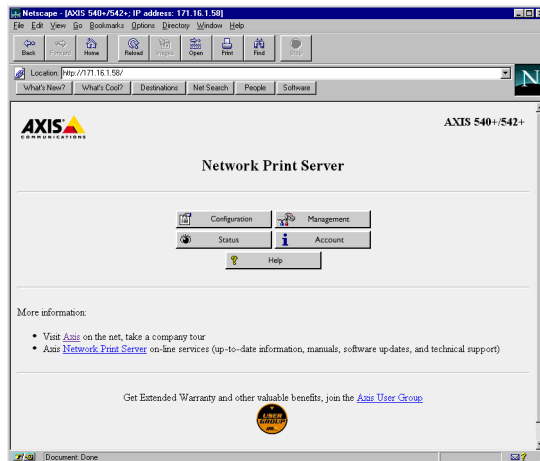 Netscape - [AXIS 540+/542+; IP address: 171.16.1.58]
File Edit View Go Bookmarks Options Directory Window Help
Back Forward Home Reload Images Open Print Find Stop
Location: http://171.16.1.58/
What's New? What's Cool? Destinations Net Search People Software
N
AXIS
COMMUNICATIONS
AXIS 540+/542+
Network Print Server
Configuration Management
Status Account
Help
More information:
Visit Axis on the net, take a company tour
Axis Network Print Server on-line services (up-to-date information, manuals, software updates, and technical support)
Get Extended Warranty and other valuable benefits, join the Axis User Group
USER
GROUP
Document: Done